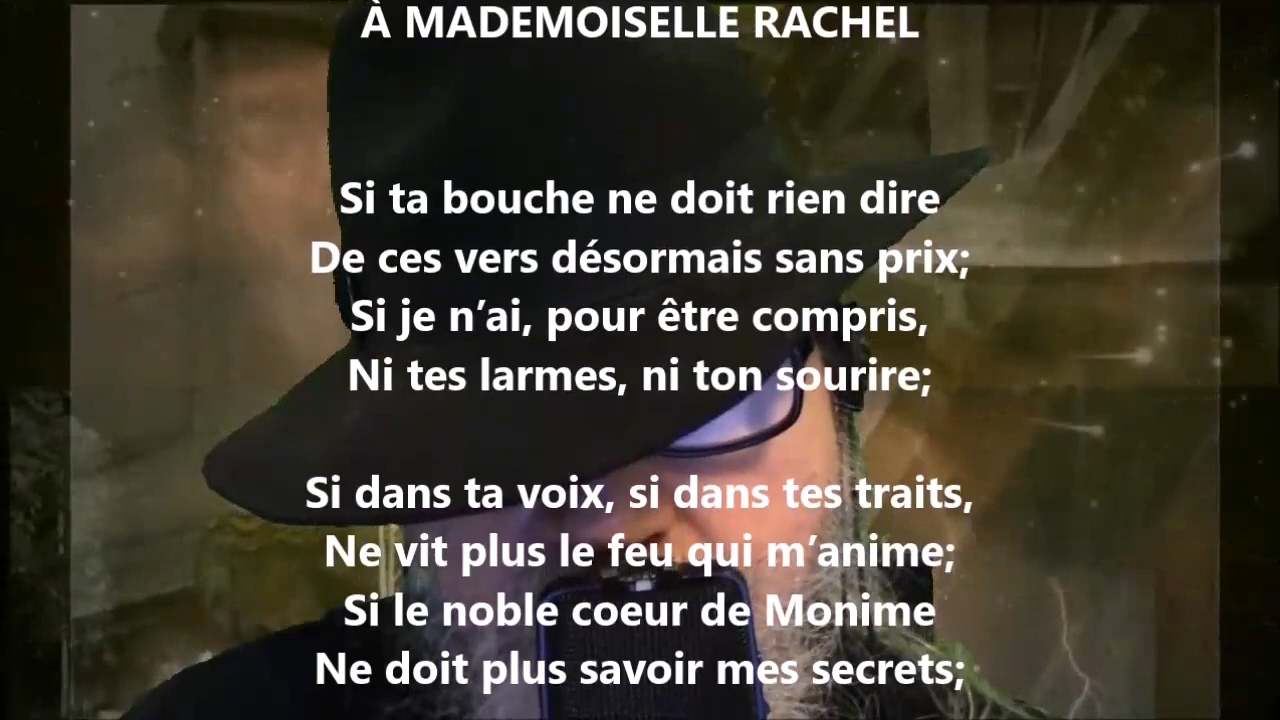 À MADEMOISELLE RACHEL
Si ta bouche ne doit rien dire
De ces vers désormais sans prix;
Si je n’ai, pour être compris,
Ni tes larmes, ni ton sourire;
Si dans ta voix, si dans tes traits,
Ne vit plus le feu qui m’anime;
Si le noble coeur de Monime
Ne doit plus savoir mes secrets;